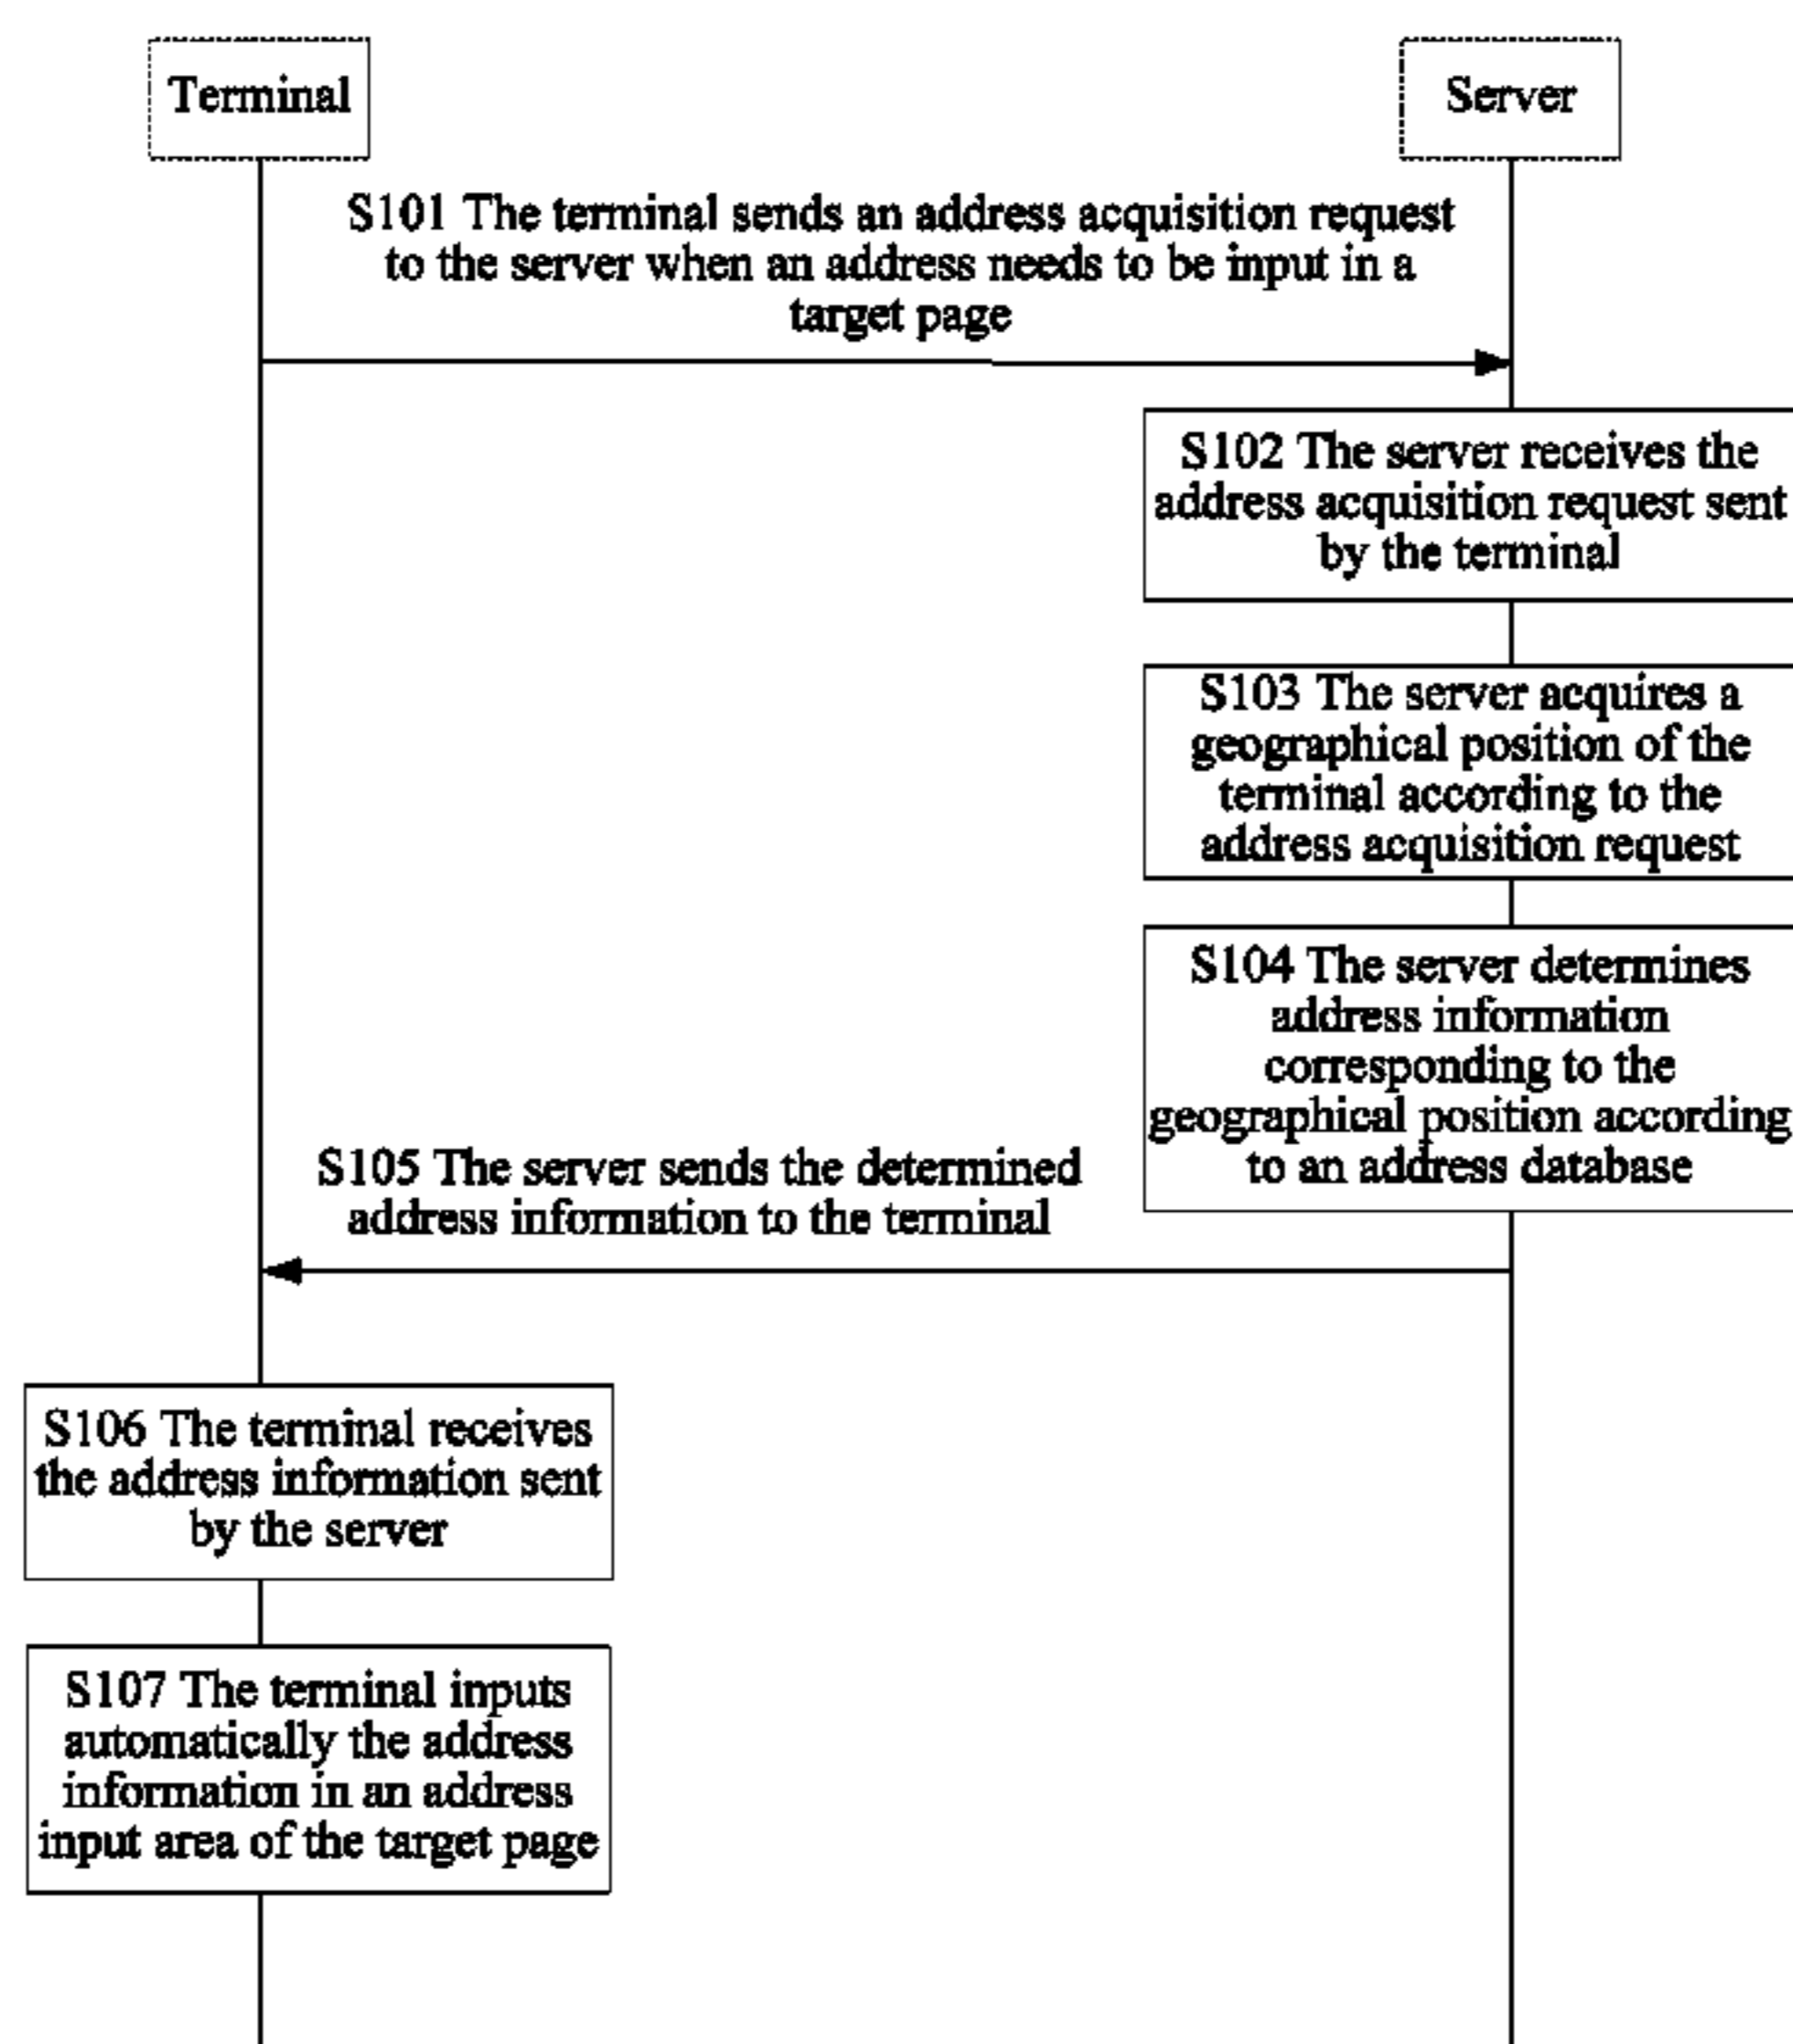 Terminal
Server
S101 The terminal sends an address acquisition request
to the server when an address needs to be input in a
target page
S102 The server receives the
address acquisition request sent
by the terminal
S103 The server acquires a
geographical position of the
terminal according to the
address acquisition request
S104 The server determines
address information
corresponding to the
geographical position according
to an address database
S105 The server sends the determined
address information to the terminal
S106 The terminal receives
the address information sent
by the server
S107 The terminal inputs
automatically the address
information in an address
input area of the target page